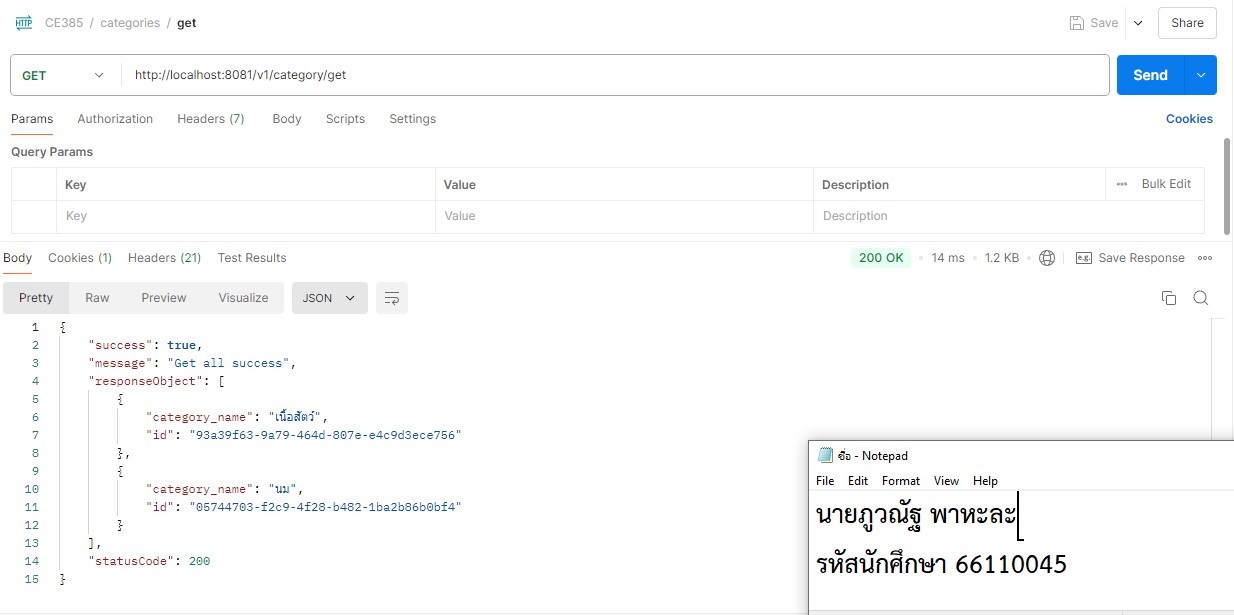 HTTP CE385 / categories / get Save Share
GET http://localhost:8081/v1/category/get Send
Params Authorization Headers (7) Body Scripts Settings Cookies
Query Params
Key Value Description ••• Bulk Edit
Key Value Description
Body Cookies (1) Headers (21) Test Results 200 OK • 14 ms • 1.2 KB • e.g. Save Response •••
Pretty Raw Preview Visualize JSON
1 {
2 "success": true,
3 "message": "Get all success",
4 "responseObject": [
5 {
6 "category_name": "เนื้อสัตว์",
7 "id": "93a39f63-9a79-464d-807e-e4c9d3ece756"
8 },
9 {
10 "category_name": "นม",
11 "id": "05744703-f2c9-4f28-b482-1ba2b86b0bf4"
12 }
13 ],
14 "statusCode": 200
15 }
ชื่อ - Notepad
File Edit Format View Help
นายภูวณัฐ พาหะละ
รหัสนักศึกษา 66110045